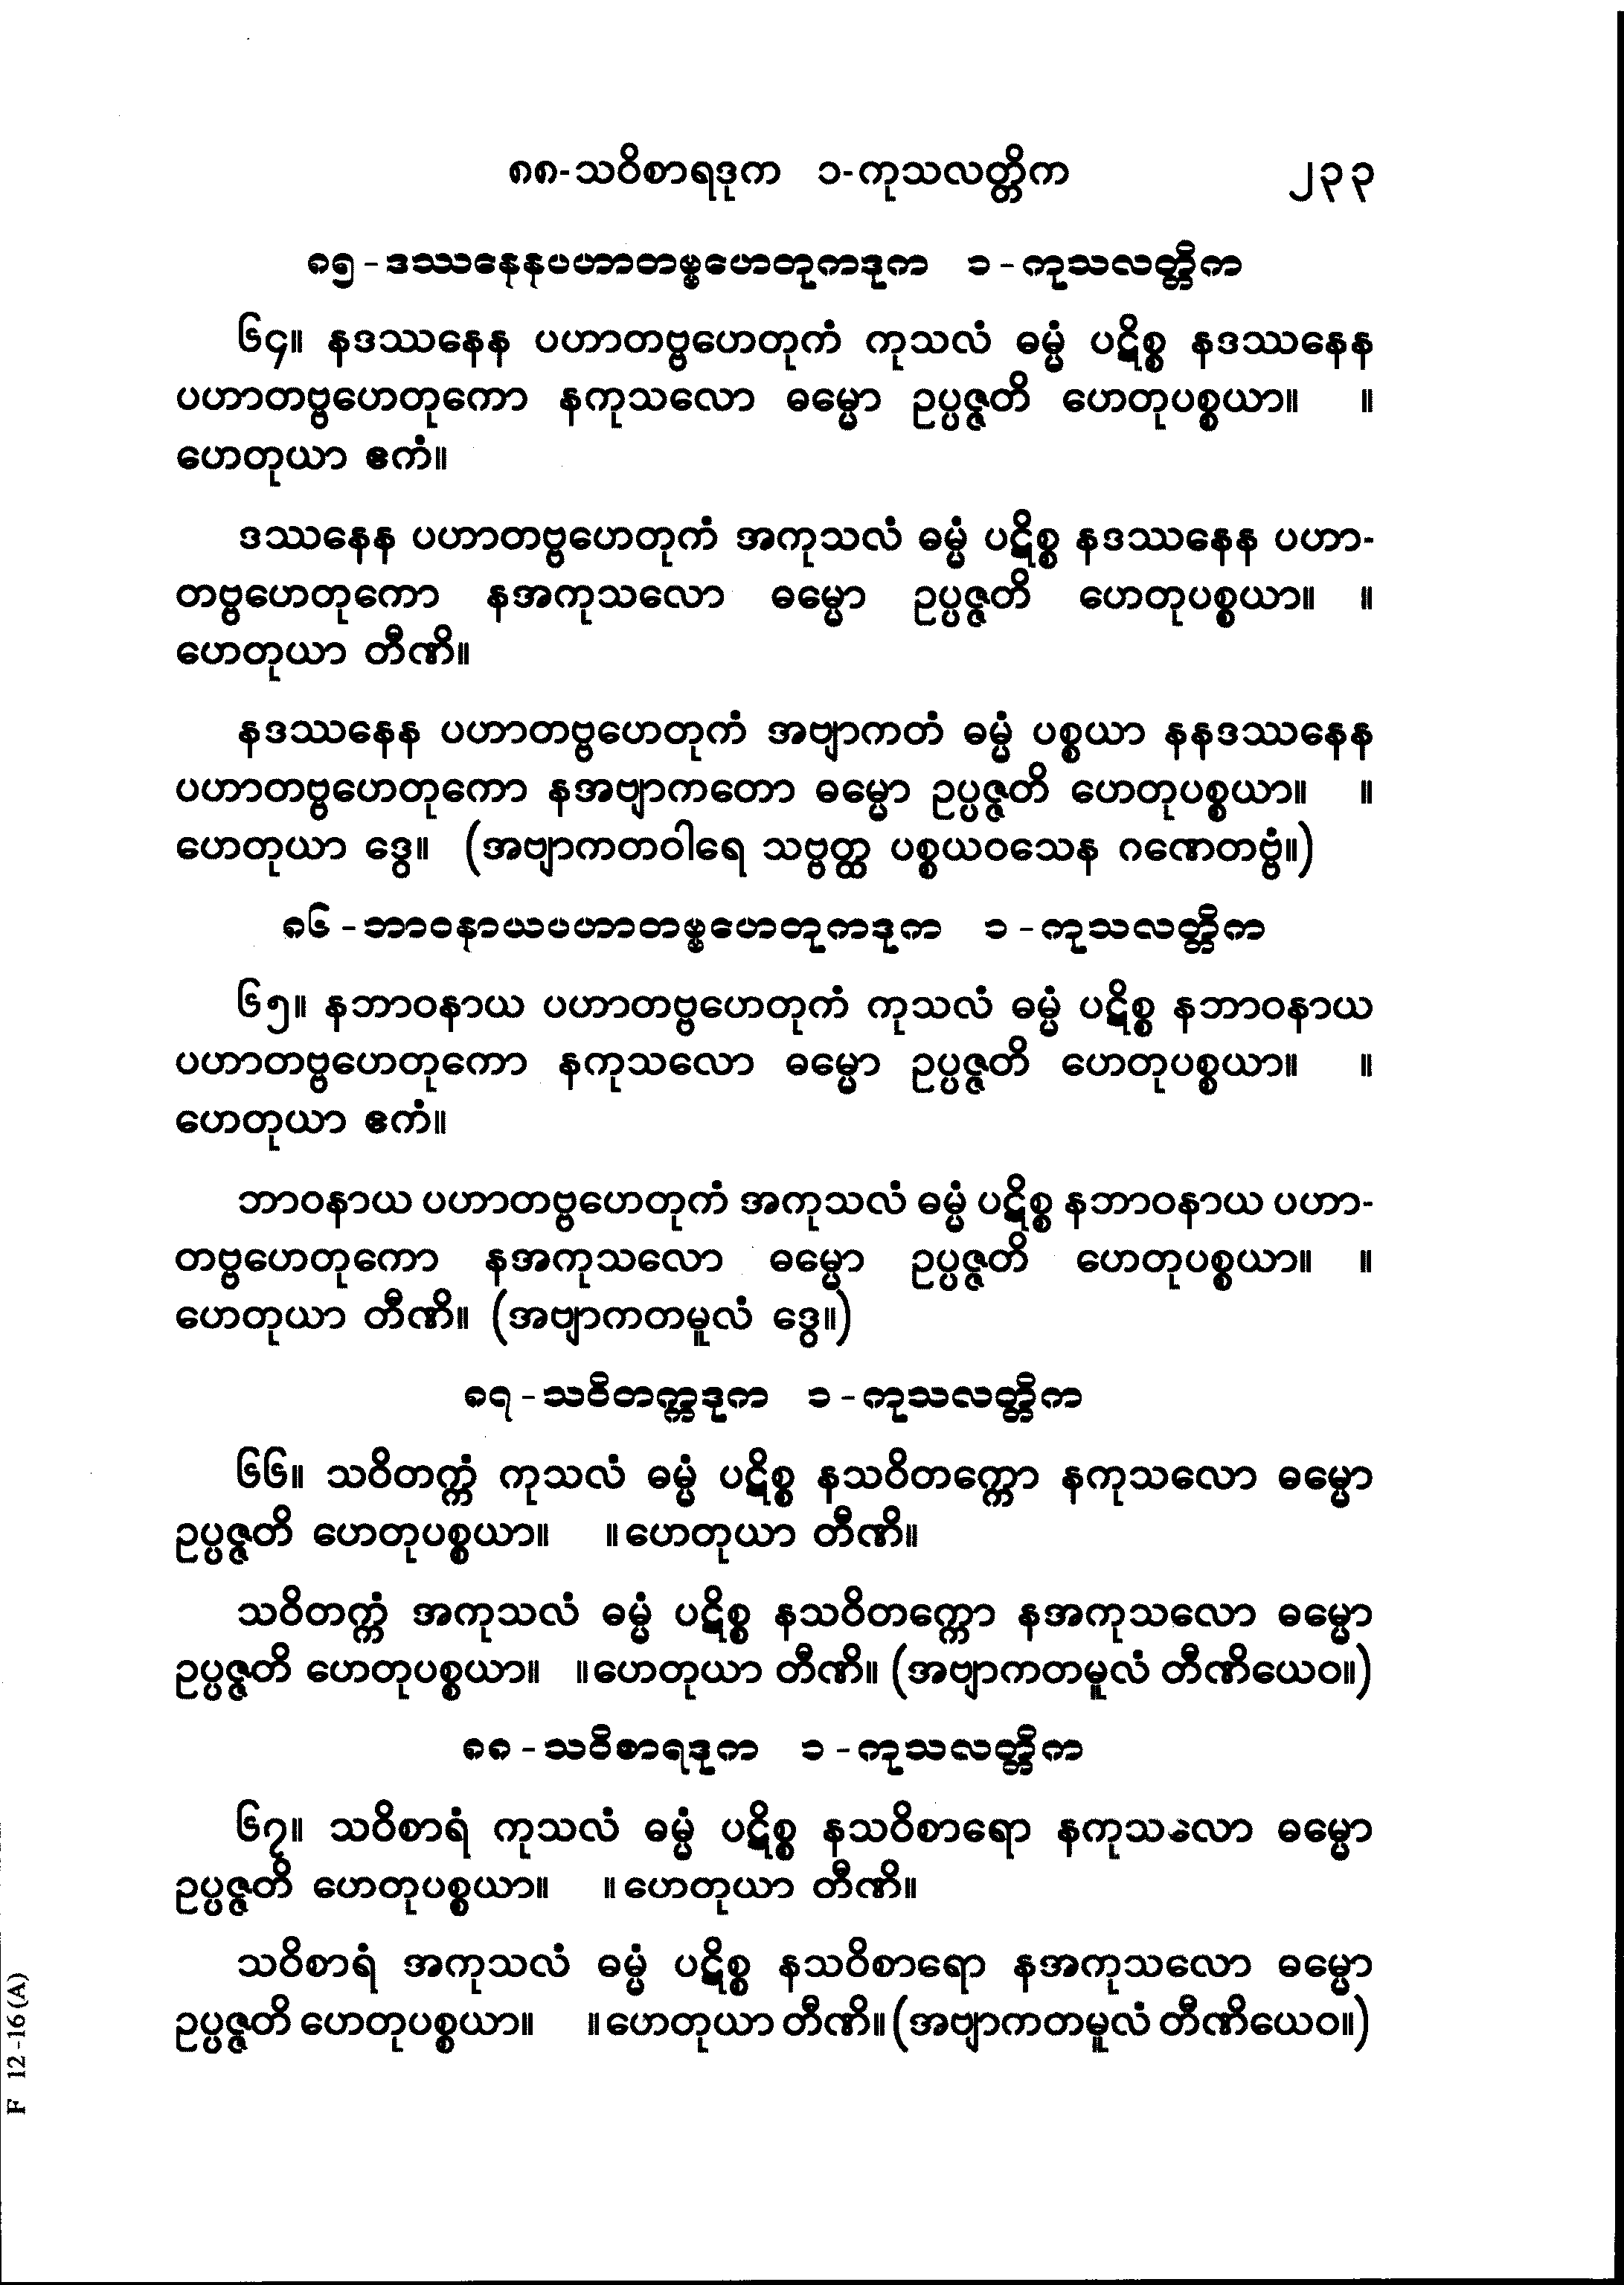 ၈၈-သဝိစာရဒုက ၁-ကုသလတ္တိက ၂၃၃
၈၅-ဒဿနေနပဟာတဗ္ဗဟေတုကဒုက ၁-ကုသလတ္တိက
၆၄။ နဒဿနေန ပဟာတဗ္ဗဟေတုကံ ကုသလံ ဓမ္မံ ပဋိစ္စ နဒဿနေန
ပဟာတဗ္ဗဟေတုကော နကုသလော ဓမ္မော ဥပ္ပဇ္ဇတိ ဟေတုပစ္စယာ။ ။
ဟေတုယာ ဧကံ။
ဒဿနေန ပဟာတဗ္ဗဟေတုကံ အကုသလံ ဓမ္မံ ပဋိစ္စ နဒဿနေန ပဟာ-
တဗ္ဗဟေတုကော နအကုသလော ဓမ္မော ဥပ္ပဇ္ဇတိ ဟေတုပစ္စယာ။ ။
ဟေတုယာ တီဏိ။
နဒဿနေန ပဟာတဗ္ဗဟေတုကံ အဗျာကတံ ဓမ္မံ ပစ္စယာ နနဒဿနေန
ပဟာတဗ္ဗဟေတုကော နအဗျာကတော ဓမ္မော ဥပ္ပဇ္ဇတိ ဟေတုပစ္စယာ။ ။
ဟေတုယာ ဒွေ။ (အဗျာကတဝါရေ သဗ္ဗတ္ထ ပစ္စယဝသေန ဂဏေတဗ္ဗံ။)
၈၆-ဘာဝနာယပဟာတဗ္ဗဟေတုကဒုက ၁-ကုသလတ္တိက
၆၅။ နဘာဝနာယ ပဟာတဗ္ဗဟေတုကံ ကုသလံ ဓမ္မံ ပဋိစ္စ နဘာဝနာယ
ပဟာတဗ္ဗဟေတုကော နကုသလော ဓမ္မော ဥပ္ပဇ္ဇတိ ဟေတုပစ္စယာ။ ။
ဟေတုယာ ဧကံ။
ဘာဝနာယ ပဟာတဗ္ဗဟေတုကံ အကုသလံ ဓမ္မံ ပဋိစ္စ နဘာဝနာယ ပဟာ-
တဗ္ဗဟေတုကော နအကုသလော ဓမ္မော ဥပ္ပဇ္ဇတိ ဟေတုပစ္စယာ။ ။
ဟေတုယာ တီဏိ။ (အဗျာကတမူလံ ဒွေ။)
၈၇-သဝိတက္ကဒုက ၁-ကုသလတ္တိက
၆၆။ သဝိတက္ကံ ကုသလံ ဓမ္မံ ပဋိစ္စ နသဝိတက္ကော နကုသလော ဓမ္မော
ဥပ္ပဇ္ဇတိ ဟေတုပစ္စယာ။ ။ ဟေတုယာ တီဏိ။
သဝိတက္ကံ အကုသလံ ဓမ္မံ ပဋိစ္စ နသဝိတက္ကော နအကုသလော ဓမ္မော
ဥပ္ပဇ္ဇတိ ဟေတုပစ္စယာ။ ။ ဟေတုယာ တီဏိ။ (အဗျာကတမူလံ တီဏိယေဝ။)
၈၈-သဝိစာရဒုက ၁-ကုသလတ္တိက
၆၇။ သဝိစာရံ ကုသလံ ဓမ္မံ ပဋိစ္စ နသဝိစာရော နကုသလော ဓမ္မော
ဥပ္ပဇ္ဇတိ ဟေတုပစ္စယာ။ ။ ဟေတုယာ တီဏိ။
သဝိစာရံ အကုသလံ ဓမ္မံ ပဋိစ္စ နသဝိစာရော နအကုသလော ဓမ္မော
ဥပ္ပဇ္ဇတိ ဟေတုပစ္စယာ။ ။ ဟေတုယာ တီဏိ။ (အဗျာကတမူလံ တီဏိယေဝ။)
F 12-16 (A)